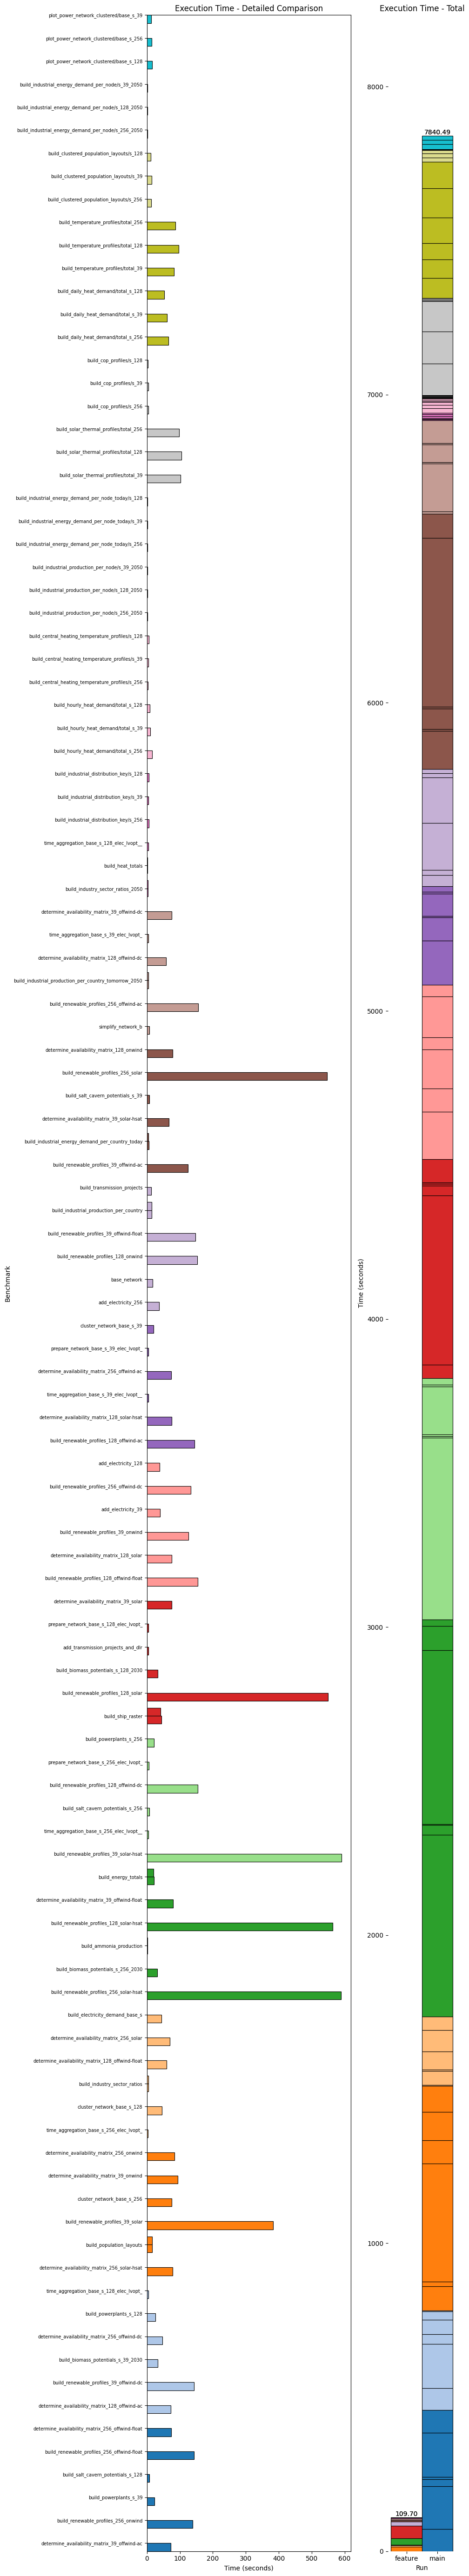 Execution Time - Detailed Comparison
Execution Time - Total
plot_power_network_clustered/base_s_39
plot_power_network_clustered/base_s_256
plot_power_network_clustered/base_s_128
build_industrial_energy_demand_per_node/s_39_2050
build_industrial_energy_demand_per_node/s_128_2050
build_industrial_energy_demand_per_node/s_256_2050
build_clustered_population_layouts/s_128
build_clustered_population_layouts/s_39
build_clustered_population_layouts/s_256
build_temperature_profiles/total_256
build_temperature_profiles/total_128
build_temperature_profiles/total_39
build_daily_heat_demand/total_s_128
build_daily_heat_demand/total_s_39
build_daily_heat_demand/total_s_256
build_cop_profiles/s_128
build_cop_profiles/s_39
build_cop_profiles/s_256
build_solar_thermal_profiles/total_256
build_solar_thermal_profiles/total_128
build_solar_thermal_profiles/total_39
build_industrial_energy_demand_per_node_today/s_128
build_industrial_energy_demand_per_node_today/s_39
build_industrial_energy_demand_per_node_today/s_256
build_industrial_production_per_node/s_39_2050
build_industrial_production_per_node/s_128_2050
build_industrial_production_per_node/s_256_2050
build_central_heating_temperature_profiles/s_128
build_central_heating_temperature_profiles/s_39
build_central_heating_temperature_profiles/s_256
build_hourly_heat_demand/total_s_128
build_hourly_heat_demand/total_s_39
build_hourly_heat_demand/total_s_256
build_industrial_distribution_key/s_128
build_industrial_distribution_key/s_39
build_industrial_distribution_key/s_256
time_aggregation_base_s_128_elec_lvopt__
build_heat_totals
build_industry_sector_ratios_2050
determine_availability_matrix_39_offwind-dc
time_aggregation_base_s_39_elec_lvopt_
determine_availability_matrix_128_offwind-dc
build_industrial_production_per_country_tomorrow_2050
build_renewable_profiles_256_offwind-ac
simplify_network_b
determine_availability_matrix_128_onwind
build_renewable_profiles_256_solar
build_salt_cavern_potentials_s_39
determine_availability_matrix_39_solar-hsat
build_industrial_energy_demand_per_country_today
build_renewable_profiles_39_offwind-ac
build_transmission_projects
build_industrial_production_per_country
build_renewable_profiles_39_offwind-float
build_renewable_profiles_128_onwind
base_network
add_electricity_256
cluster_network_base_s_39
prepare_network_base_s_39_elec_lvopt_
determine_availability_matrix_256_offwind-ac
time_aggregation_base_s_39_elec_lvopt__
determine_availability_matrix_128_solar-hsat
build_renewable_profiles_128_offwind-ac
add_electricity_128
build_renewable_profiles_256_offwind-dc
add_electricity_39
build_renewable_profiles_39_onwind
determine_availability_matrix_128_solar
build_renewable_profiles_128_offwind-float
determine_availability_matrix_39_solar
prepare_network_base_s_128_elec_lvopt_
add_transmission_projects_and_dlr
build_biomass_potentials_s_128_2030
build_renewable_profiles_128_solar
build_ship_raster
build_powerplants_s_256
prepare_network_base_s_256_elec_lvopt_
build_renewable_profiles_128_offwind-dc
build_salt_cavern_potentials_s_256
time_aggregation_base_s_256_elec_lvopt__
build_renewable_profiles_39_solar-hsat
build_energy_totals
determine_availability_matrix_39_offwind-float
build_renewable_profiles_128_solar-hsat
build_ammonia_production
build_biomass_potentials_s_256_2030
build_renewable_profiles_256_solar-hsat
build_electricity_demand_base_s
determine_availability_matrix_256_solar
determine_availability_matrix_128_offwind-float
build_industry_sector_ratios
cluster_network_base_s_128
time_aggregation_base_s_256_elec_lvopt_
determine_availability_matrix_256_onwind
determine_availability_matrix_39_onwind
cluster_network_base_s_256
build_renewable_profiles_39_solar
build_population_layouts
determine_availability_matrix_256_solar-hsat
time_aggregation_base_s_128_elec_lvopt_
build_powerplants_s_128
determine_availability_matrix_256_offwind-dc
build_biomass_potentials_s_39_2030
build_renewable_profiles_39_offwind-dc
determine_availability_matrix_128_offwind-ac
determine_availability_matrix_256_offwind-float
build_renewable_profiles_256_offwind-float
build_salt_cavern_potentials_s_128
build_powerplants_s_39
build_renewable_profiles_256_onwind
determine_availability_matrix_39_offwind-ac
Benchmark
0 100 200 300 400 500 600
Time (seconds)
Time (seconds)
8000
7000
6000
5000
4000
3000
2000
1000
0
7840.49
109.70
feature main
Run